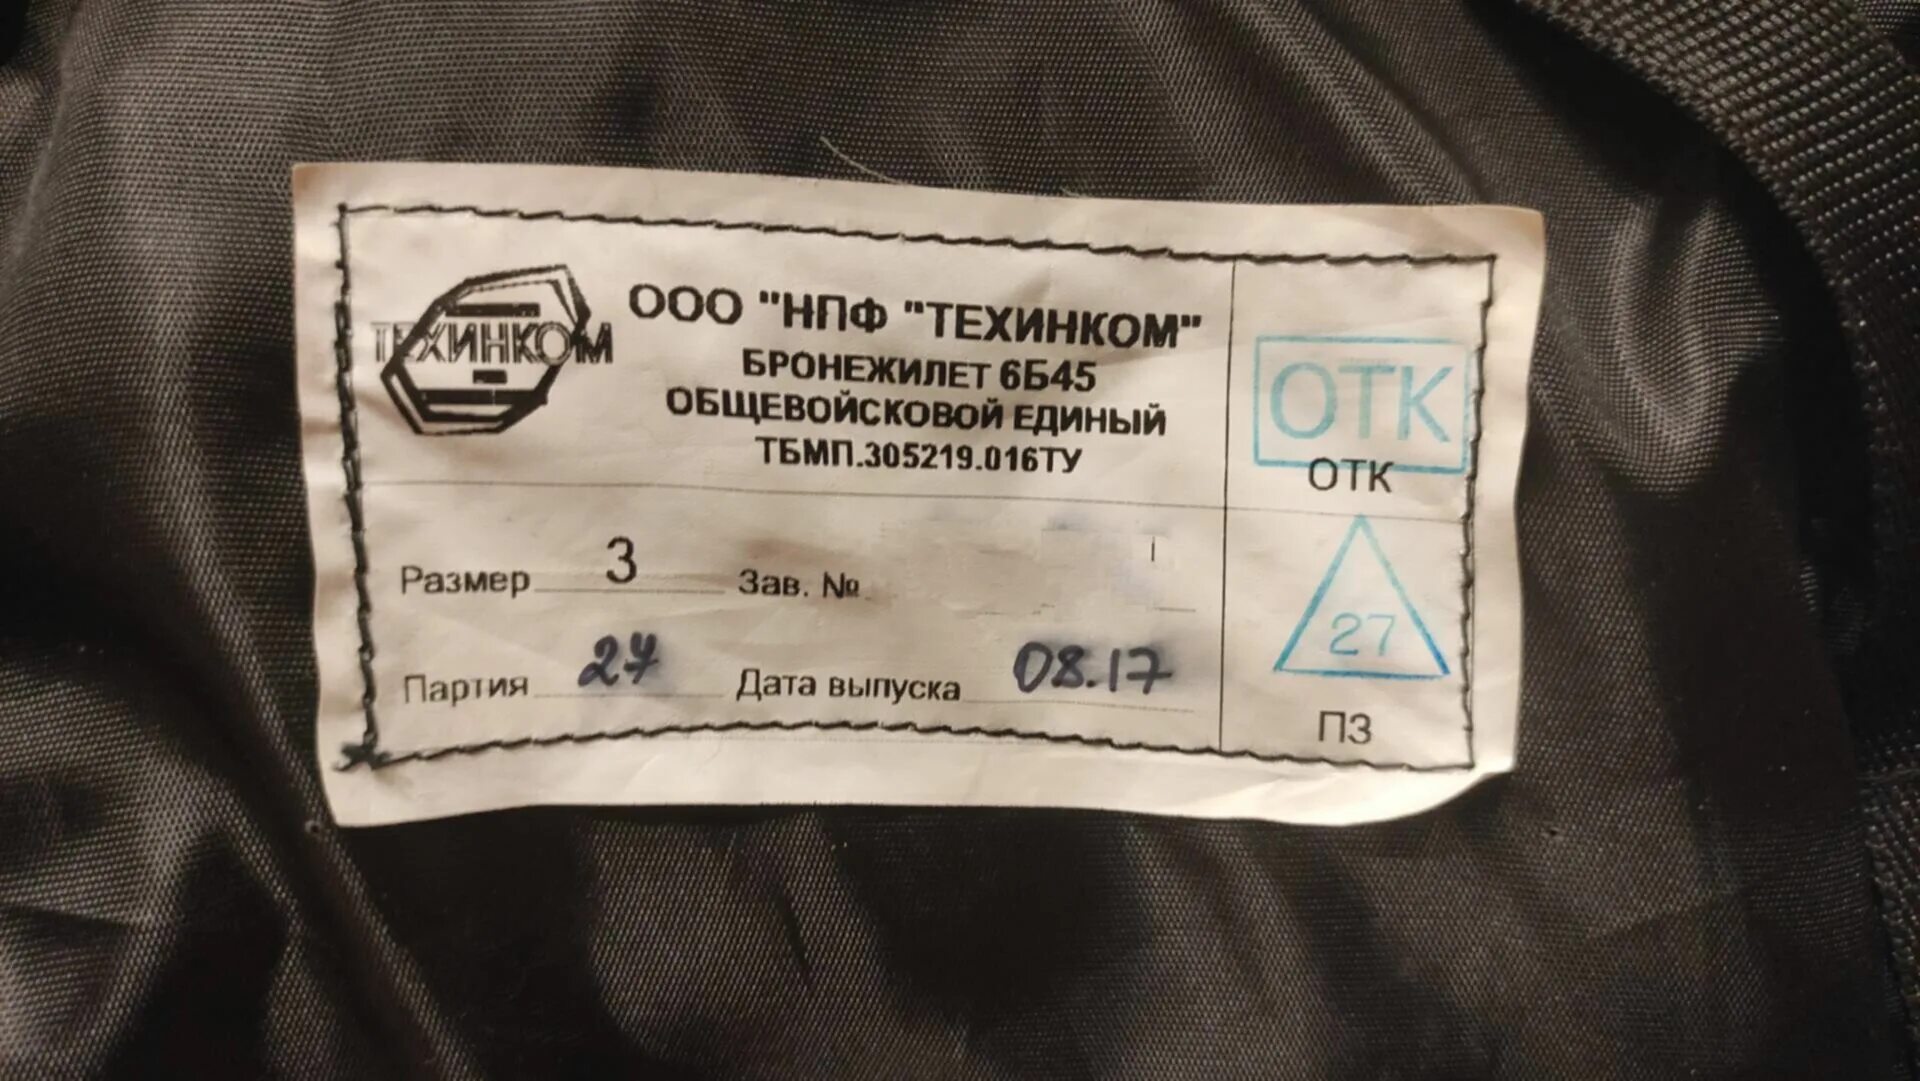 ТЕХИНКОМ
ООО "НПФ "ТЕХИНКОМ"
БРОНЕЖИЛЕТ 6Б45
ОБЩЕВОЙСКОВОЙ ЕДИНЫЙ
ТБМП.305219.016ТУ
ОТК
ОТК
Размер 3 Зав. №
Партия 27 Дата выпуска 08.17
27
ПЗ